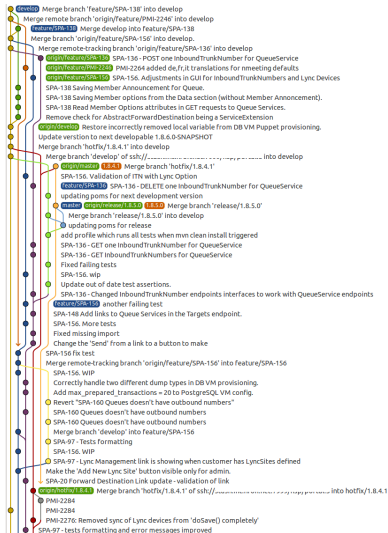 develop Merge branch 'feature/SPA-138' into develop
Merge remote branch 'origin/PMI-2246' into develop
feature/SPA-138 Merge develop into feature/SPA-138
Merge branch 'origin/SPA-156' into develop.
Merge remote-tracking branch 'origin/SPA-136' into develop
origin/feature/SPA-136 SPA-136 - POST one InboundTrunkNumber for QueueService
origin/feature/PMI-2246 PMI-2264 added de,fr,it translations for nmeeting defaults
origin/feature/SPA-156 SPA-156. Adjustments in GUI for InboundTrunkNumbers and Lync Devices
SPA-138 Saving Member Announcement for Queue.
SPA-138 Saving Member options from the Data section (without Member Announcement).
SPA-138 Read Member Options attributes in GET requests to Queue Services.
Remove check for AbstractForwardDestination being a ServiceExtension
origin/develop Restore incorrectly removed local variable from DB VM Puppet provisioning.
Update verstion to next developable 1.8.6.0-SNAPSHOT
Merge branch 'hotfix/1.8.4.1' into develop
Merge branch 'develop' of ssh:// into develop
origin/master 1.8.4.1 Merge branch 'hotfix/1.8.4.1'
SPA-156. Validation of ITN with Lync Option
feature/SPA-136 SPA-136 - DELETE one InboundTrunkNumber for QueueService
updating poms for next development version
master origin/release/1.8.5.0 1.8.5.0 Merge branch 'release/1.8.5.0'
Merge branch 'release/1.8.5.0' into develop
updating poms for release
add profile which runs all tests when mvn clean install triggered
SPA-136 - GET one InboundTrunkNumber for QueueService
SPA-136 - GET one InboundTrunkNumber for QueueService
Fixed failing tests
SPA-156. wip
Update out of date test assertions.
SPA-136 - Changed InboundTrunkNumber endpoints interfaces to work with QueueService endpoints
feature/SPA-156 another failing test
SPA-148 Add links to Queue Services in the Targets endpoint.
SPA-156. More tests
Fixed missing Import
Change the 'Send' from a link to a button to make
SPA-156 Fix test
Merge remote-tracking branch 'origin/feature/SPA-156' into feature/SPA-156
SPA-156. WIP
Correctly handle two different dump types in DB VM provisioning.
Add max_prepared_transactions = 20 to PostgreSQL VM config.
Revert "SPA-160 Queues doesn't have outbound numbers"
SPA-160 Queues doesn't have outbound numbers
SPA-160 Queues doesn't have outbound numbers
Merge branch 'develop' into feature/SPA-156
SPA-97 - Tests formatting
SPA-156. WIP
SPA-97 - Lync Management link is showing when customer has LyncSites defined
Make the 'Add New Lync Site' button visible only for admin.
SPA-20 Forward Destination Link update - validation of link
origin/hotfix/1.8.4.1 Merge branch 'hotfix/1.8.4.1' of ssh:// into hotfix/1.8.4.1
PMI-2284
PMI-2284
PMI-2276: Removed sync of Lync devices from 'doSave() completely'
SPA-97 - tests formatting and error messages improved